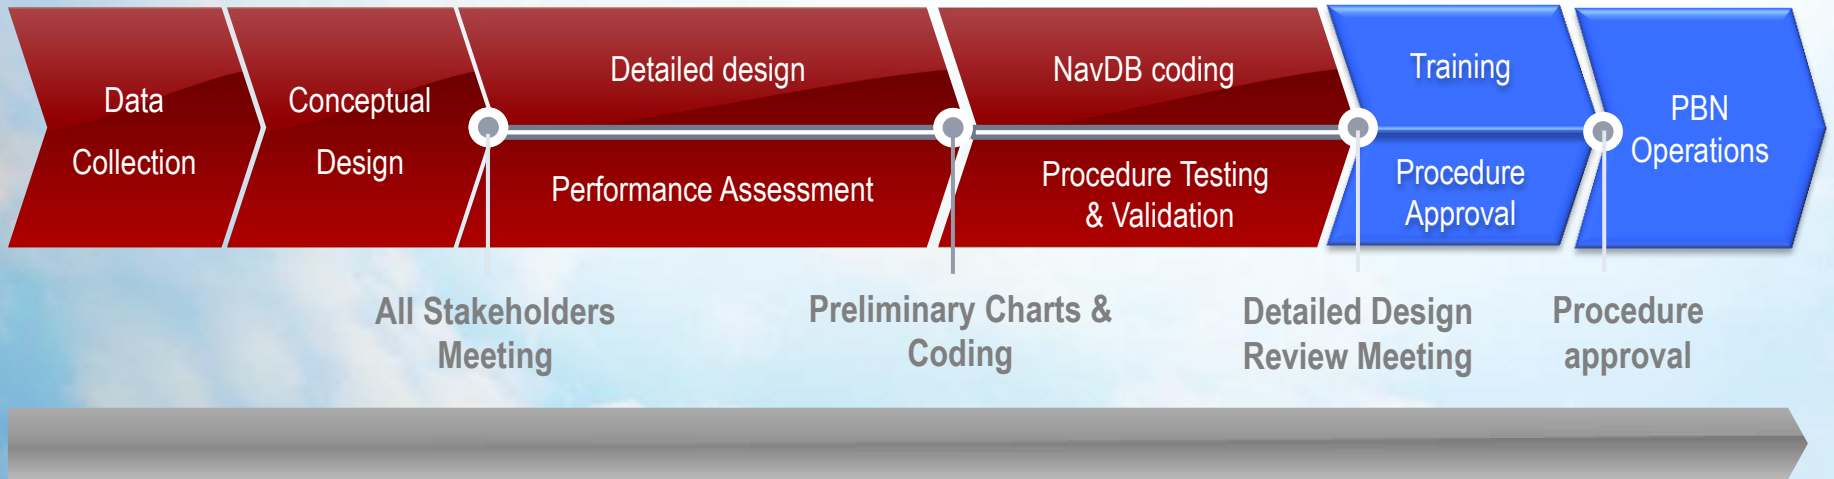 Data
Collection
Conceptual
Design
Detailed design
Performance Assessment
NavDB coding
Procedure Testing
& Validation
Training
Procedure
Approval
PBN
Operations
All Stakeholders
Meeting
Preliminary Charts &
Coding
Detailed Design
Review Meeting
Procedure
approval